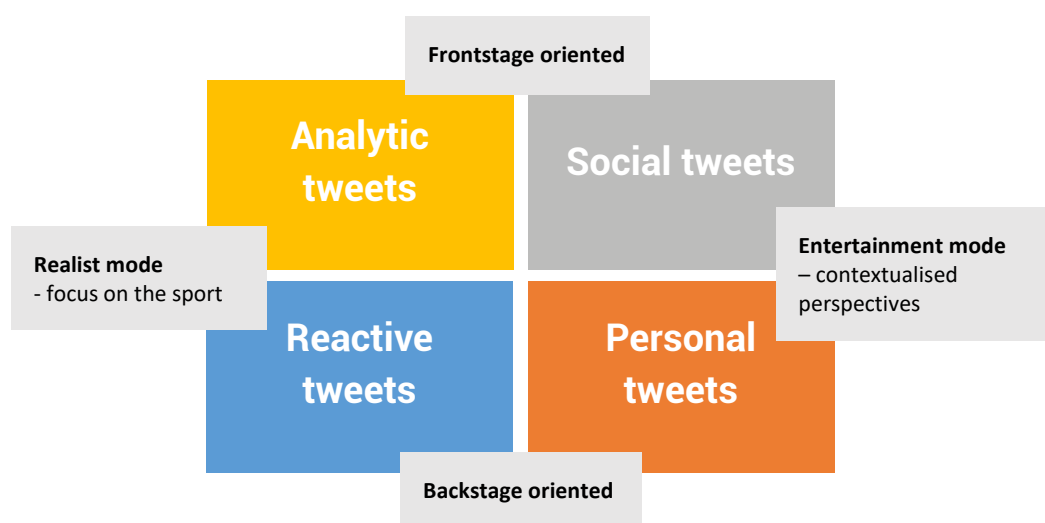 Frontstage oriented
Analytic
tweets
Social tweets
Realist mode
- focus on the sport
Entertainment mode
– contextualised
perspectives
Reactive
tweets
Personal
tweets
Backstage oriented